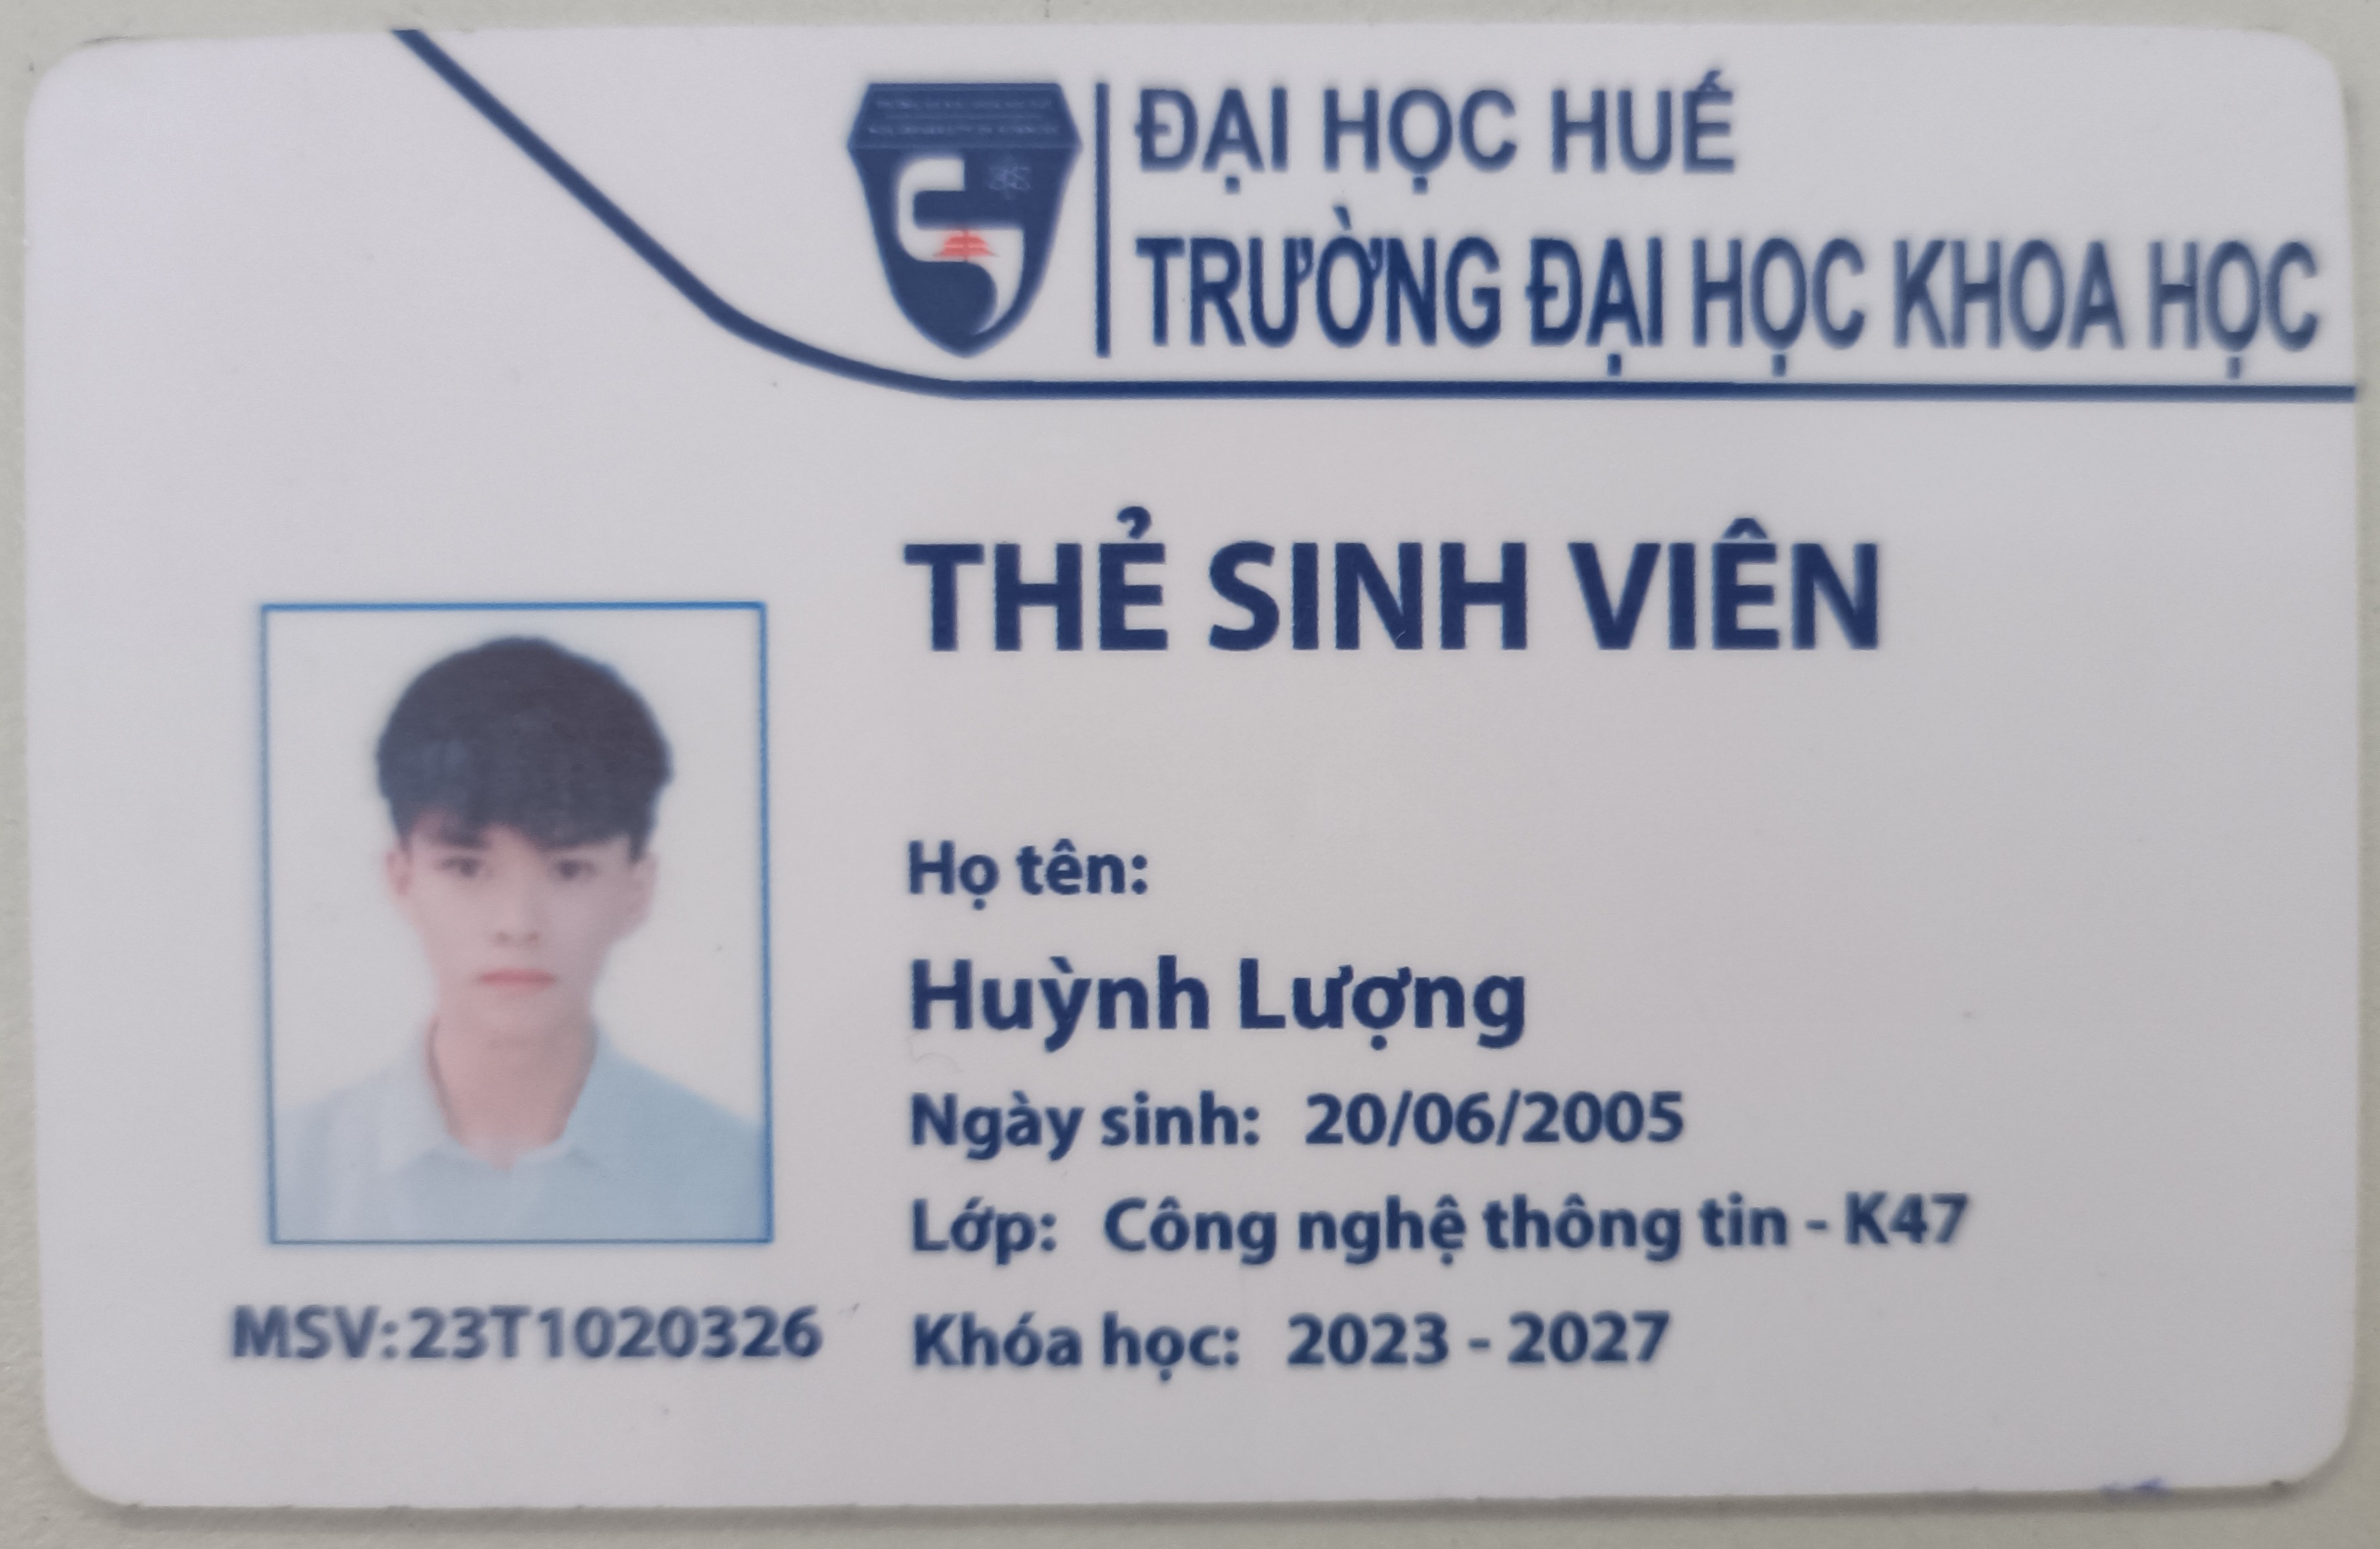 ĐẠI HỌC HUẾ
TRƯỜNG ĐẠI HỌC KHOA HỌC
THẺ SINH VIÊN
Họ tên:
Huỳnh Lượng
Ngày sinh: 20/06/2005
Lớp: Công nghệ thông tin - K47
Khóa học: 2023 - 2027
MSV:23T1020326